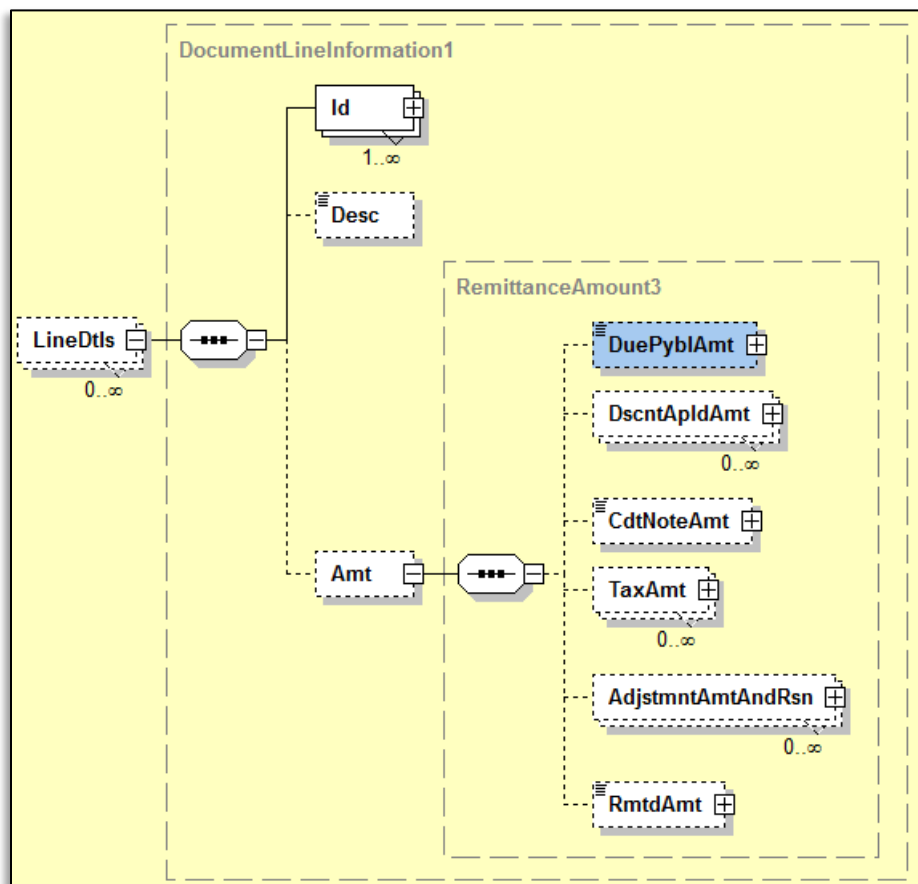 DocumentLineInformation1
Id
1..∞
Desc
RemittanceAmount3
LineDtls
0..∞
DuePyblAmt
DscntApldAmt
0..∞
CdtNoteAmt
Amt
TaxAmt
0..∞
AdjstmntAmtAndRsn
0..∞
RmtdAmt